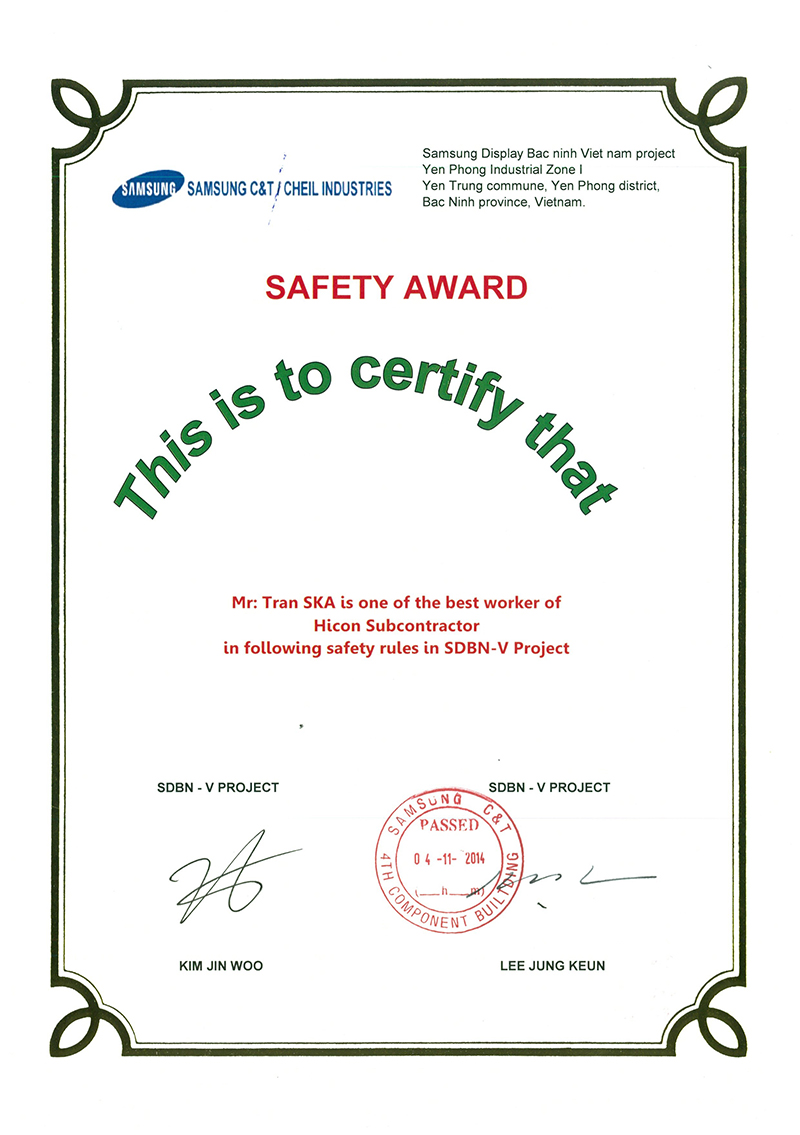 SAMSUNG
SAMSUNG C&T / CHEIL INDUSTRIES
Samsung Display Bac ninh Viet nam project
Yen Phong Industrial Zone I
Yen Trung commune, Yen Phong district,
Bac Ninh province, Vietnam.
SAFETY AWARD
This is to certify that
Mr: Tran SKA is one of the best worker of
Hicon Subcontractor
in following safety rules in SDBN-V Project
SDBN - V PROJECT
SDBN - V PROJECT
SAMSUNG C&T
PASSED
04 -11- 2014
(__h__m)
4TH COMPONENT BUILTDING
KIM JIN WOO
LEE JUNG KEUN